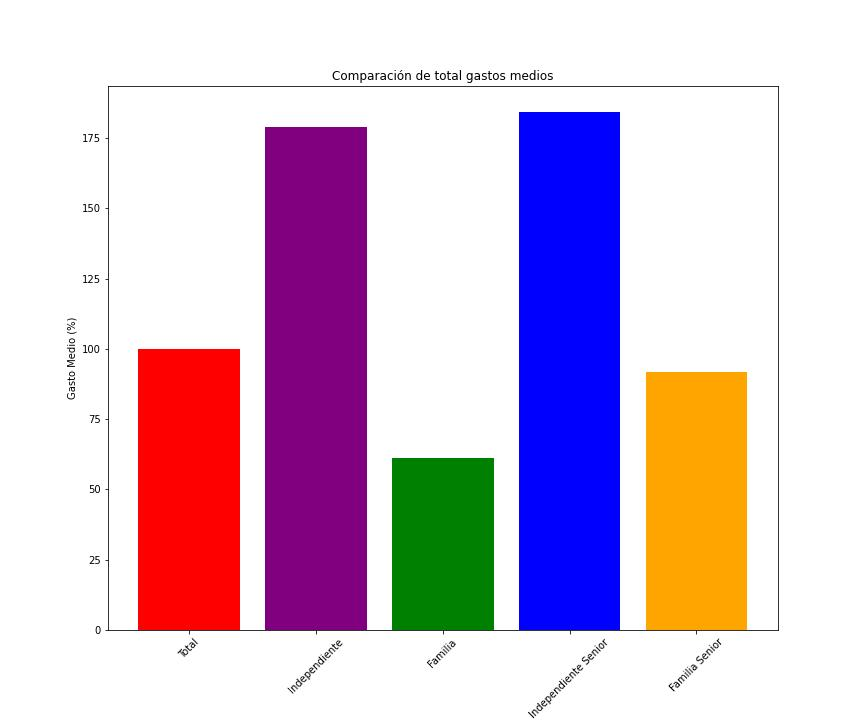 Comparación de total gastos medios
Gasto Medio (%)
175
150
125
100
75
50
25
0
Total
Independiente
Familia
Independiente Senior
Familia Senior